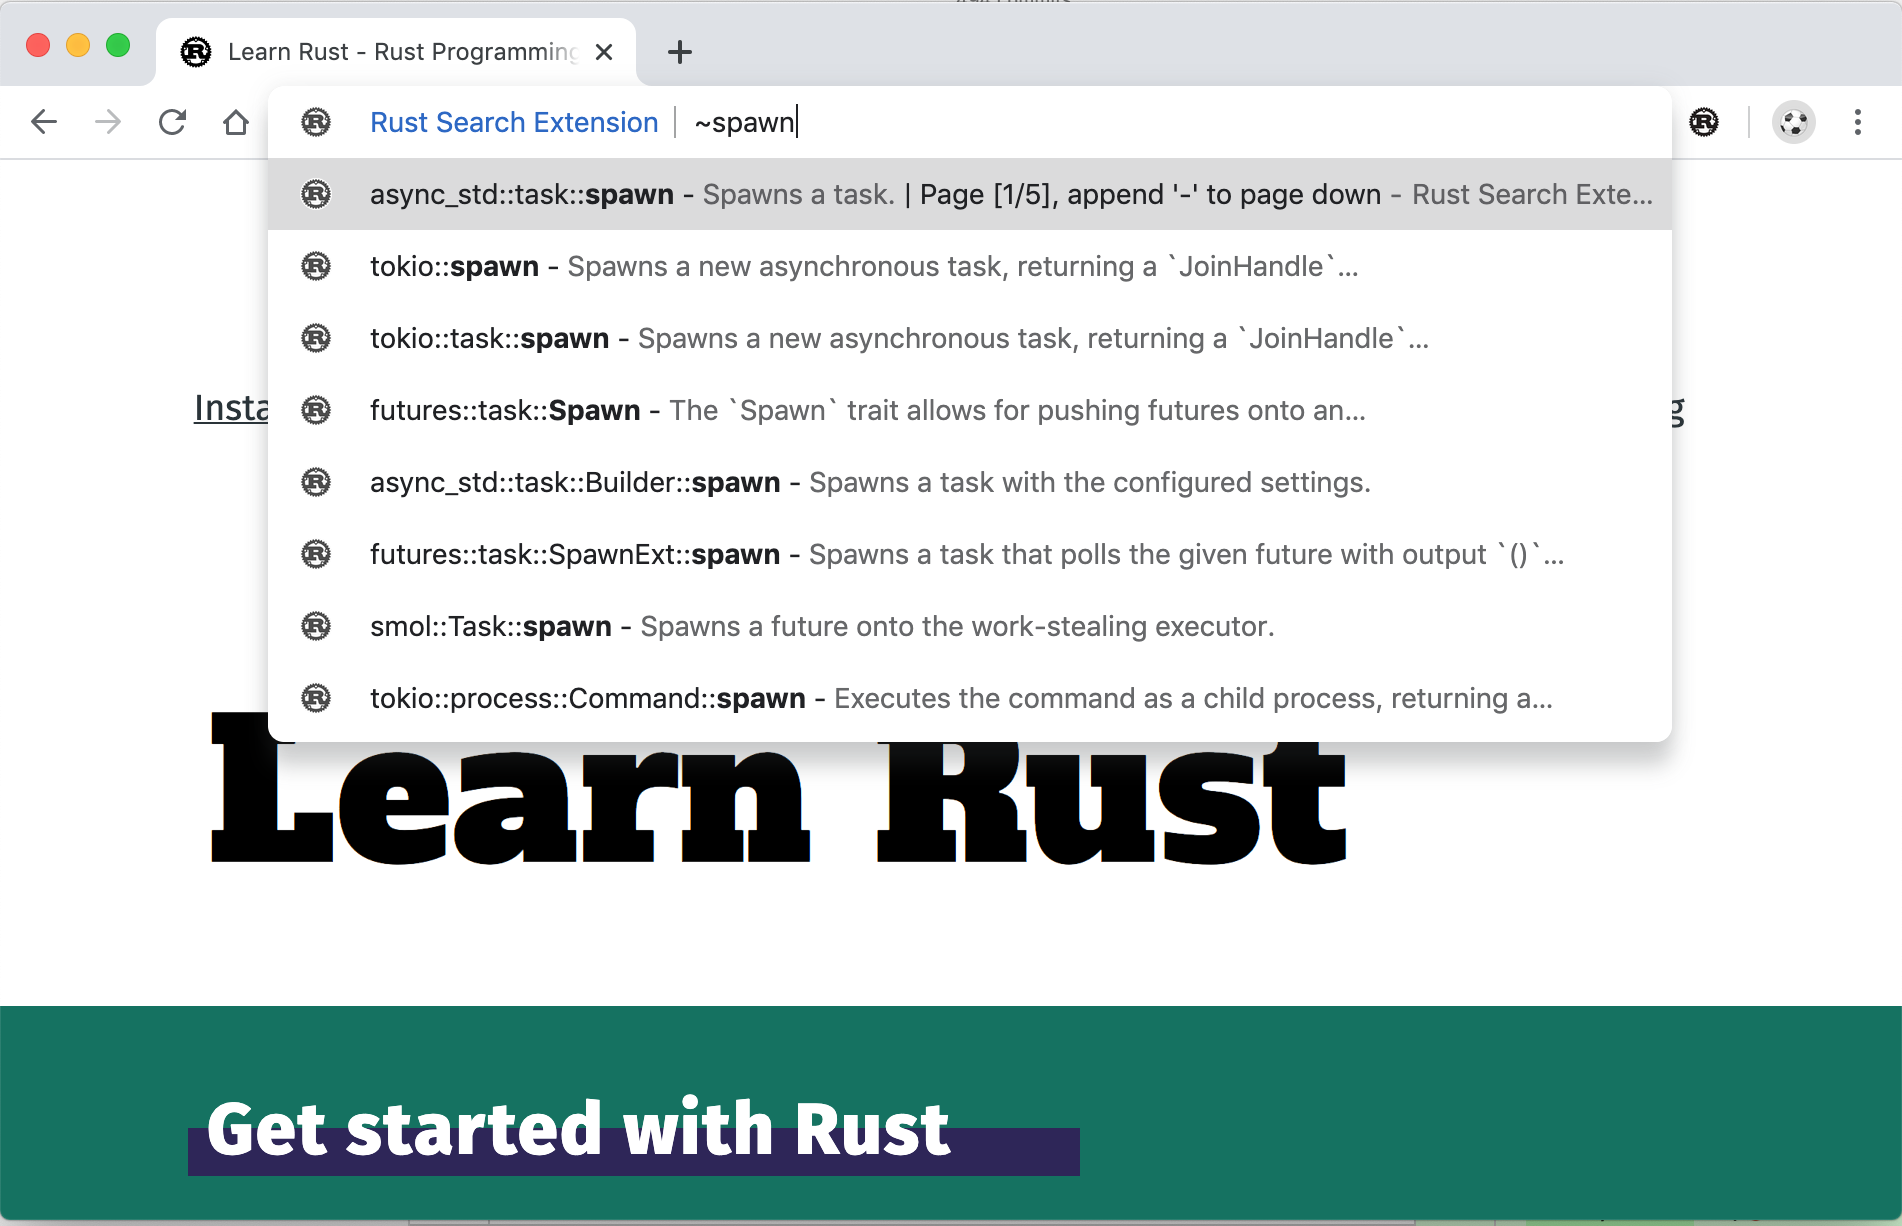 Learn Rust - Rust Programming
Rust Search Extension | ~spawn
async_std::task::spawn - Spawns a task. | Page [1/5], append '-' to page down - Rust Search Exte...
tokio::spawn - Spawns a new asynchronous task, returning a `JoinHandle`...
tokio::task::spawn - Spawns a new asynchronous task, returning a `JoinHandle`...
futures::task::Spawn - The `Spawn` trait allows for pushing futures onto an...
async_std::task::Builder::spawn - Spawns a task with the configured settings.
futures::task::SpawnExt::spawn - Spawns a task that polls the given future with output `()`...
smol::Task::spawn - Spawns a future onto the work-stealing executor.
tokio::process::Command::spawn - Executes the command as a child process, returning a...
Learn Rust
Get started with Rust